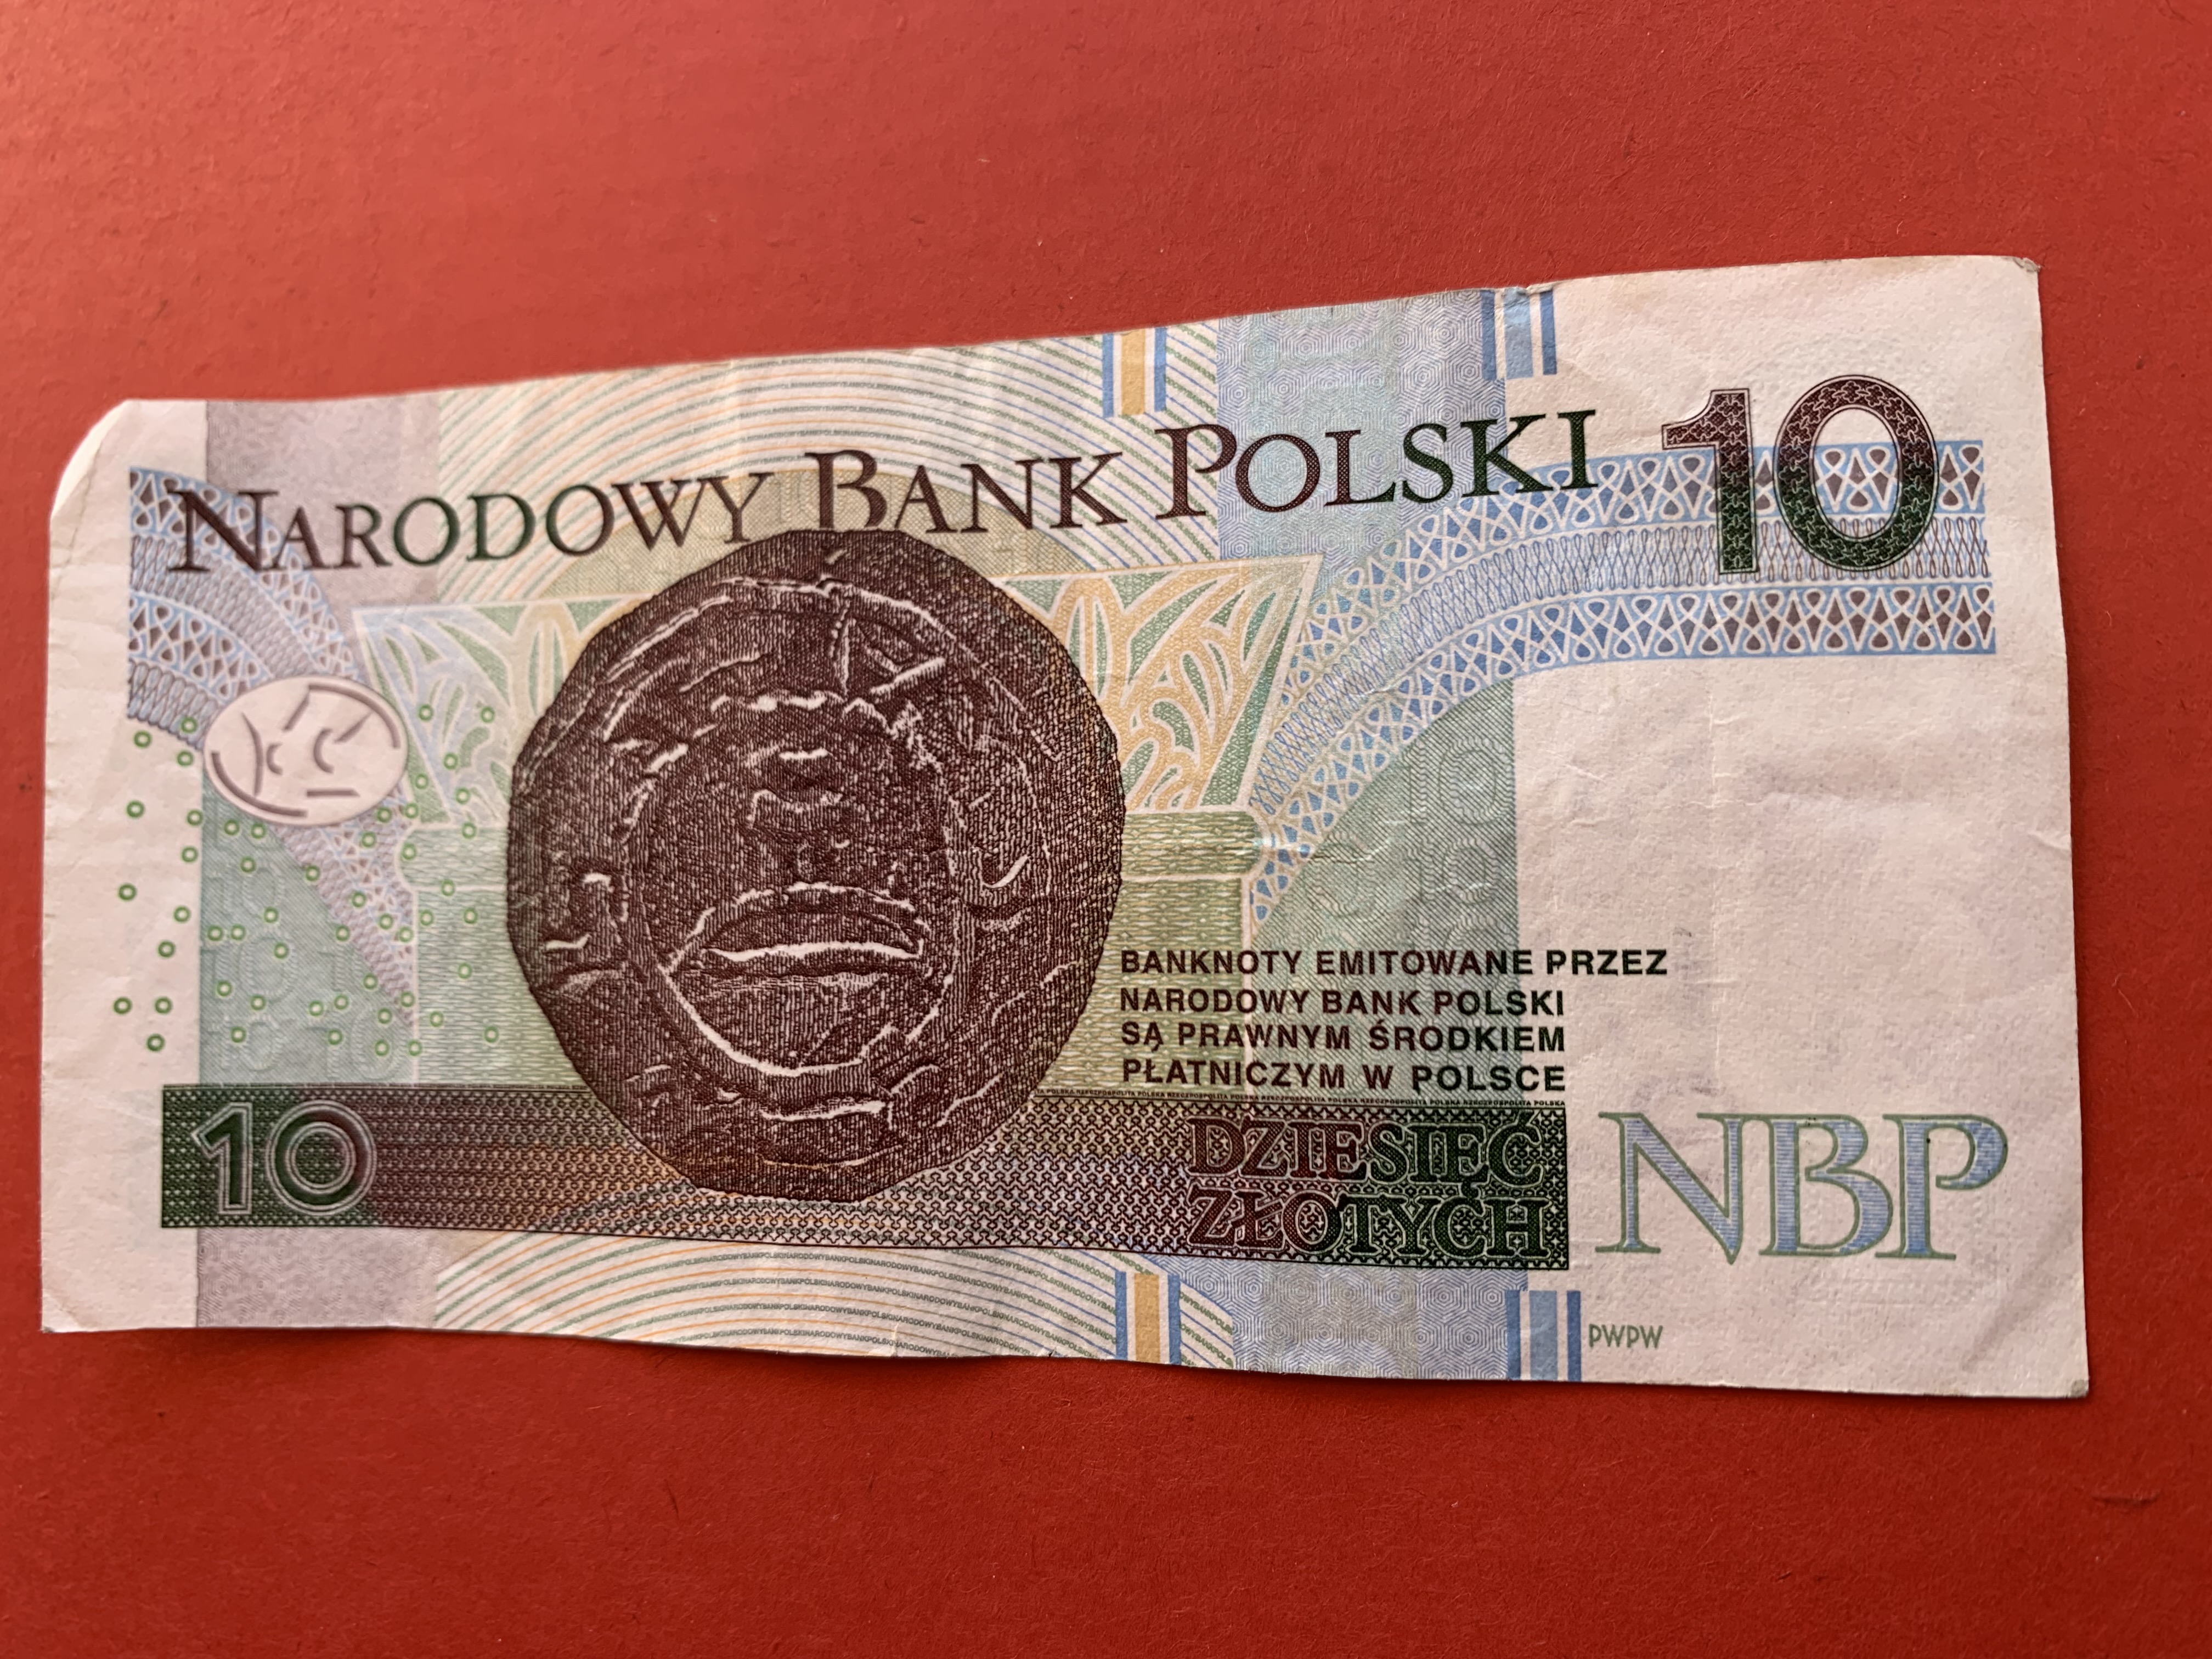 NARODOWY BANK POLSKI 10
BANKNOTY EMITOWANE PRZEZ
NARODOWY BANK POLSKI
SĄ PRAWNYM ŚRODKIEM
PŁATNICZYM W POLSCE
10
DZIESIĘĆ
ZŁOTYCH
NBP
PWPW